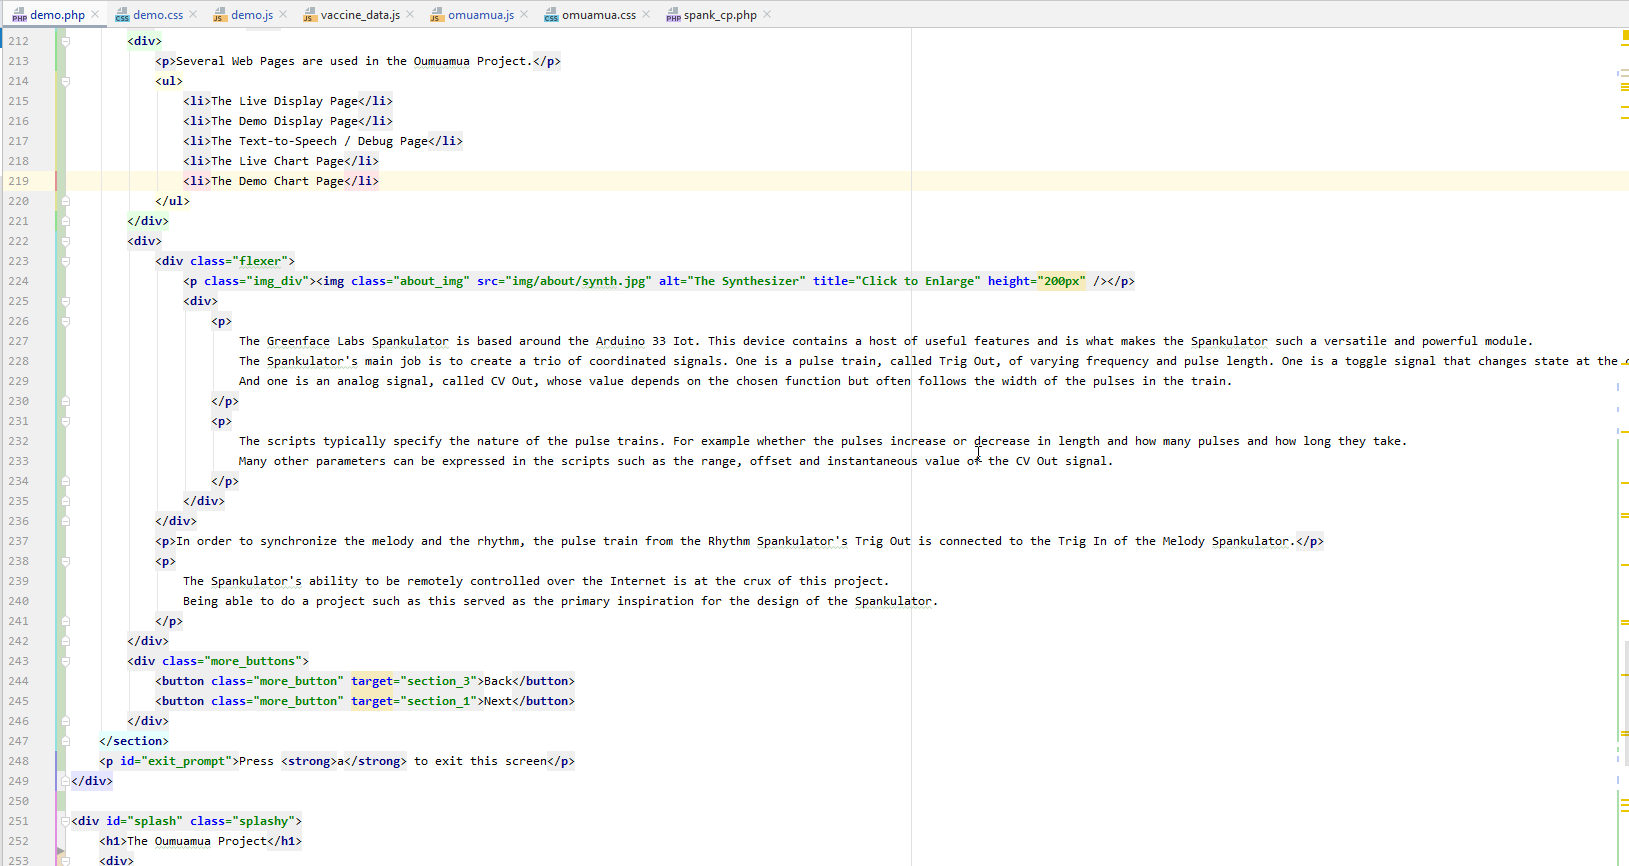 demo.php demo.css demo.js vaccine_data.js omuamua.js omuamua.css spank_cp.php
212 <div>
213 <p>Several Web Pages are used in the Oumuamua Project.</p>
214 <ul>
215 <li>The Live Display Page</li>
216 <li>The Demo Display Page</li>
217 <li>The Text-to-Speech / Debug Page</li>
218 <li>The Live Chart Page</li>
219 <li>The Demo Chart Page</li>
220 </ul>
221 </div>
222 <div>
223 <div class="flexer">
224 <p class="img_div"><img class="about_img" src="img/about/synth.jpg" alt="The Synthesizer" title="Click to Enlarge" height="200px" /></p>
225 <div>
226 <p>
227 The Greenface Labs Spankulator is based around the Arduino 33 Iot. This device contains a host of useful features and is what makes the Spankulator such a versatile and powerful module.
228 The Spankulator's main job is to create a trio of coordinated signals. One is a pulse train, called Trig Out, of varying frequency and pulse length. One is a toggle signal that changes state at the
229 And one is an analog signal, called CV Out, whose value depends on the chosen function but often follows the width of the pulses in the train.
230 </p>
231 <p>
232 The scripts typically specify the nature of the pulse trains. For example whether the pulses increase or decrease in length and how many pulses and how long they take.
233 Many other parameters can be expressed in the scripts such as the range, offset and instantaneous value of the CV Out signal.
234 </p>
235 </div>
236 </div>
237 <p>In order to synchronize the melody and the rhythm, the pulse train from the Rhythm Spankulator's Trig Out is connected to the Trig In of the Melody Spankulator.</p>
238 <p>
239 The Spankulator's ability to be remotely controlled over the Internet is at the crux of this project.
240 Being able to do a project such as this served as the primary inspiration for the design of the Spankulator.
241 </p>
242 </div>
243 <div class="more_buttons">
244 <button class="more_button" target="section_3">Back</button>
245 <button class="more_button" target="section_1">Next</button>
246 </div>
247 </section>
248 <p id="exit_prompt">Press <strong>a</strong> to exit this screen</p>
249 </div>
250
251 <div id="splash" class="splashy">
252 <h1>The Oumuamua Project</h1>
253 <div>